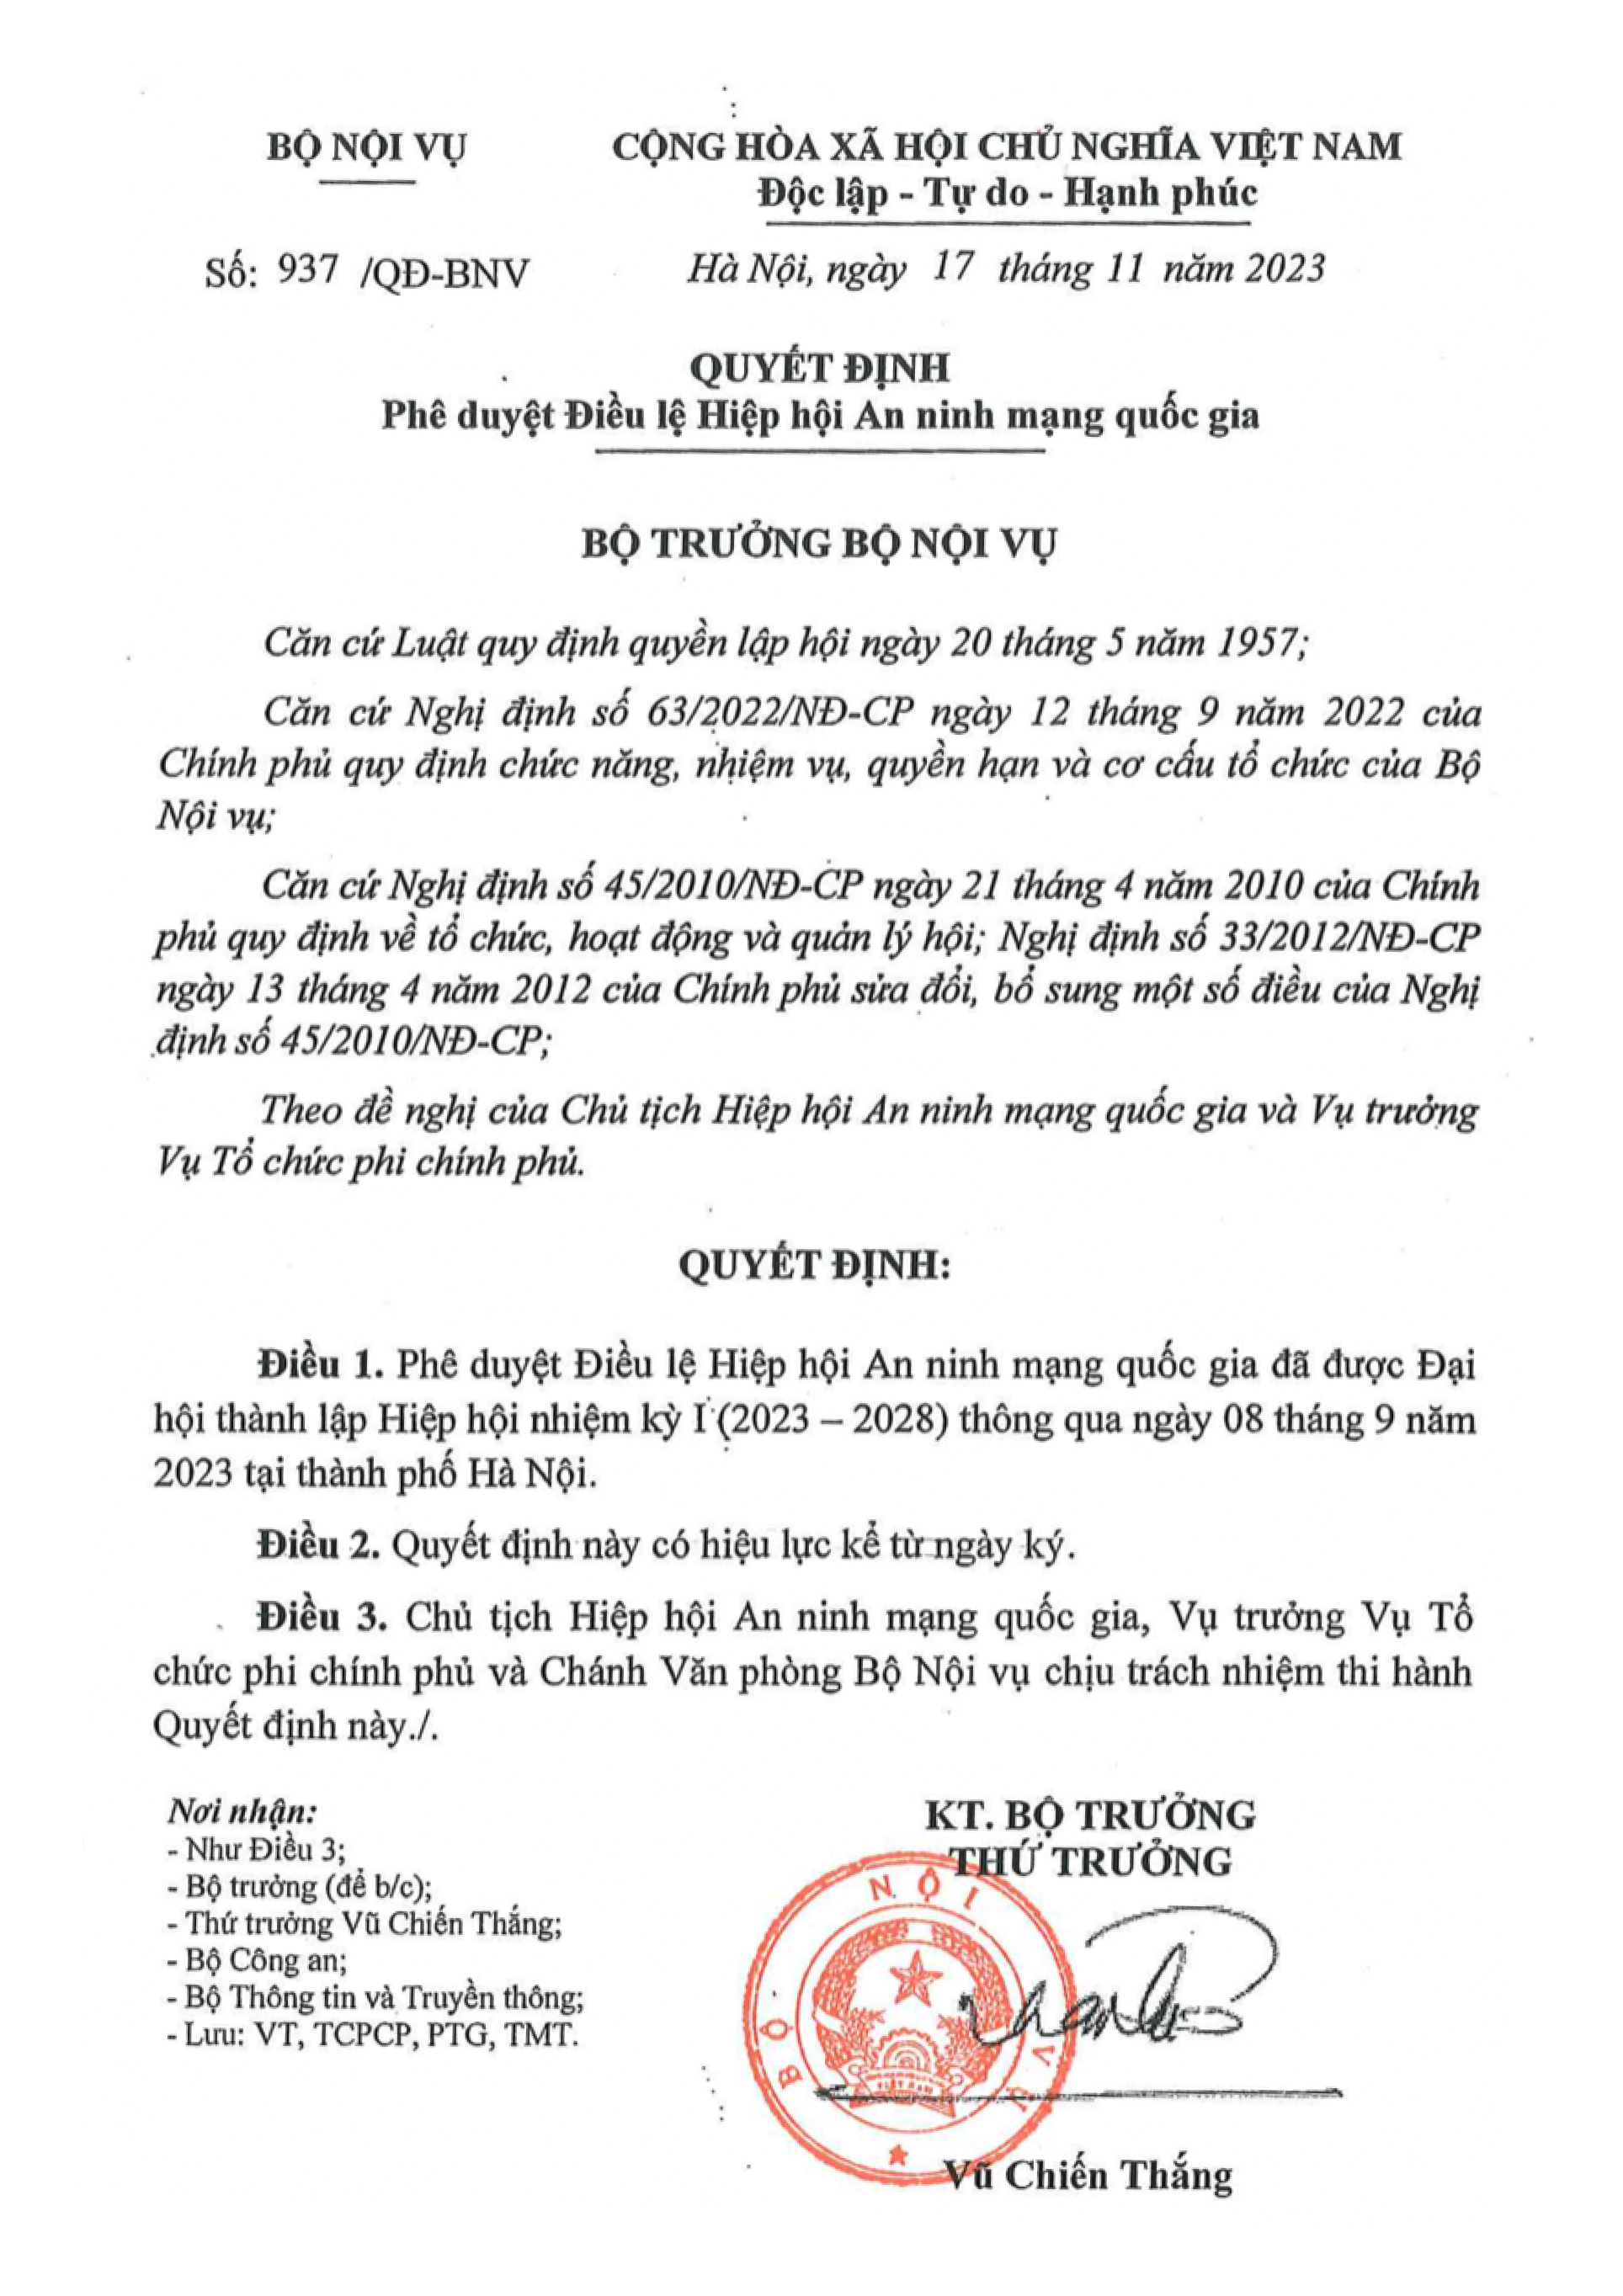 BỘ NỘI VỤ
CỘNG HÒA XÃ HỘI CHỦ NGHĨA VIỆT NAM
Độc lập - Tự do - Hạnh phúc
Số: 937 /QĐ-BNV
Hà Nội, ngày 17 tháng 11 năm 2023
QUYẾT ĐỊNH
Phê duyệt Điều lệ Hiệp hội An ninh mạng quốc gia
BỘ TRƯỞNG BỘ NỘI VỤ
Căn cứ Luật quy định quyền lập hội ngày 20 tháng 5 năm 1957;
Căn cứ Nghị định số 63/2022/NĐ-CP ngày 12 tháng 9 năm 2022 của
Chính phủ quy định chức năng, nhiệm vụ, quyền hạn và cơ cấu tổ chức của Bộ
Nội vụ;
Căn cứ Nghị định số 45/2010/NĐ-CP ngày 21 tháng 4 năm 2010 của Chính
phủ quy định về tổ chức, hoạt động và quản lý hội; Nghị định số 33/2012/NĐ-CP
ngày 13 tháng 4 năm 2012 của Chính phủ sửa đổi, bổ sung một số điều của Nghị
định số 45/2010/NĐ-CP;
Theo đề nghị của Chủ tịch Hiệp hội An ninh mạng quốc gia và Vụ trưởng
Vụ Tổ chức phi chính phủ.
QUYẾT ĐỊNH:
Điều 1. Phê duyệt Điều lệ Hiệp hội An ninh mạng quốc gia đã được Đại
hội thành lập Hiệp hội nhiệm kỳ I (2023 – 2028) thông qua ngày 08 tháng 9 năm
2023 tại thành phố Hà Nội.
Điều 2. Quyết định này có hiệu lực kể từ ngày ký.
Điều 3. Chủ tịch Hiệp hội An ninh mạng quốc gia, Vụ trưởng Vụ Tổ
chức phi chính phủ và Chánh Văn phòng Bộ Nội vụ chịu trách nhiệm thi hành
Quyết định này./.
Nơi nhận:
- Như Điều 3;
- Bộ trưởng (để b/c);
- Thứ trưởng Vũ Chiến Thắng;
- Bộ Công an;
- Bộ Thông tin và Truyền thông;
- Lưu: VT, TCPCP, PTG, TMT.
KT. BỘ TRƯỞNG
THỨ TRƯỞNG
BỘ NỘI VỤ
VIỆT NAM
Vũ Chiến Thắng